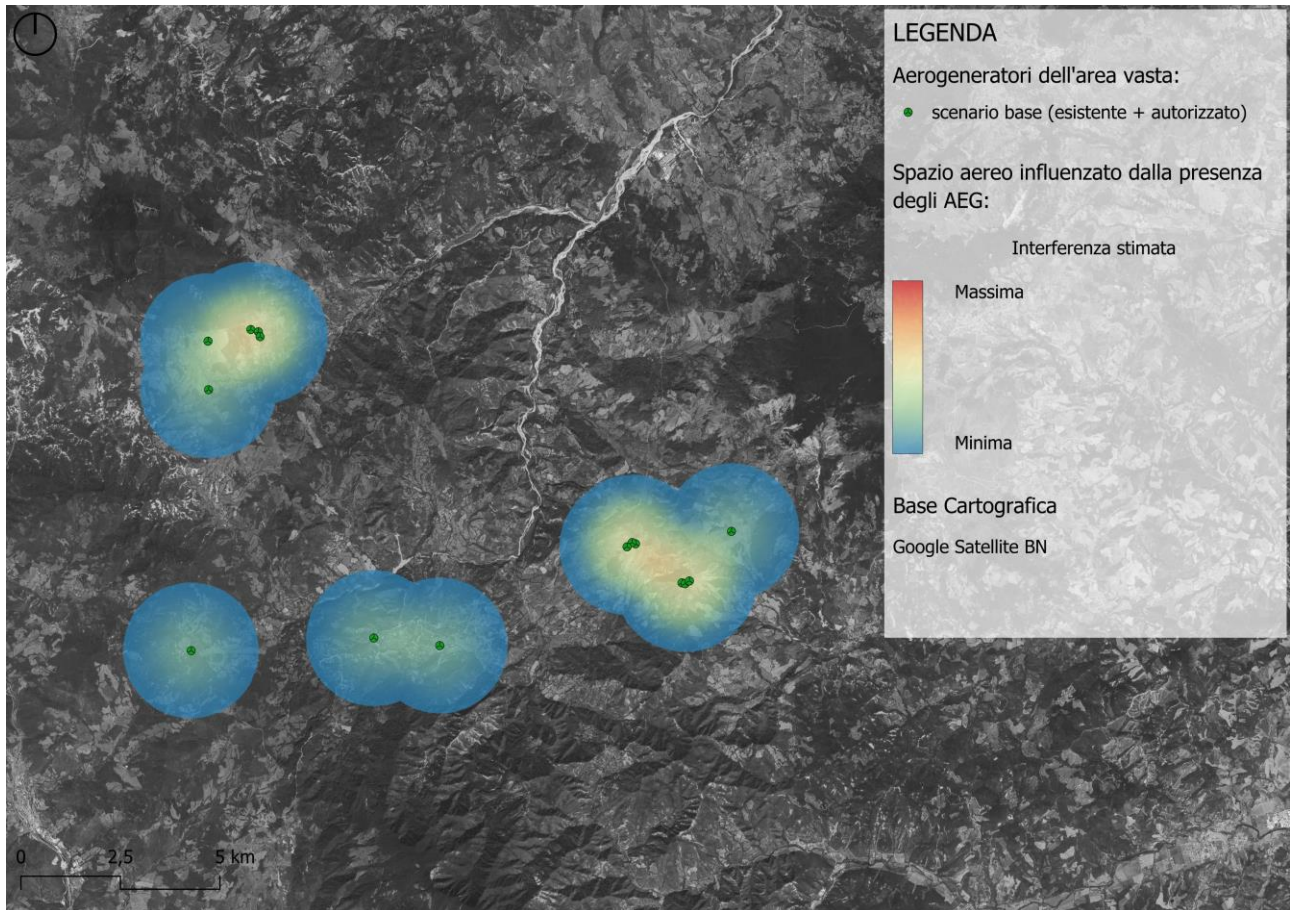 LEGENDA
Aerogeneratori dell'area vasta:
scenario base (esistente + autorizzato)
Spazio aereo influenzato dalla presenza
degli AEG:
Interferenza stimata
Massima
Minima
Base Cartografica
Google Satellite BN
0 2,5 5 km